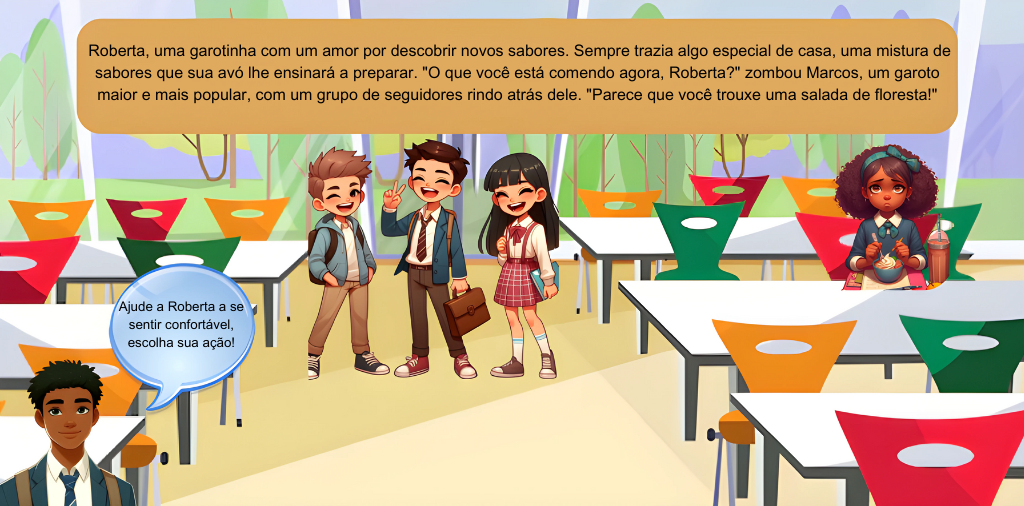 Roberta, uma garotinha com um amor por descobrir novos sabores. Sempre trazia algo especial de casa, uma mistura de
sabores que sua avó lhe ensinará a preparar. "O que você está comendo agora, Roberta?" zombou Marcos, um garoto
maior e mais popular, com um grupo de seguidores rindo atrás dele. "Parece que você trouxe uma salada de floresta!"
Ajude a Roberta a se
sentir confortável,
escolha sua ação!